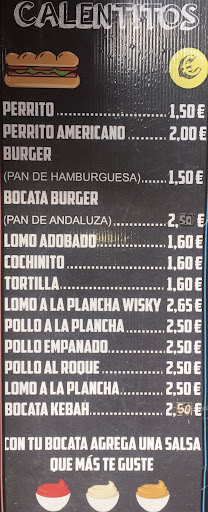 CALENTITOS
€
PERRITO 1,50€
PERRITO AMERICANO 2,00€
BURGER
(PAN DE HAMBURGUESA) 1,50€
BOCATA BURGER
(PAN DE ANDALUZA) 2,50 €
LOMO ADOBADO 1,60€
COCHINITO 1,60€
TORTILLA 1,60€
LOMO A LA PLANCHA WISKY 2,65€
POLLO A LA PLANCHA 2,50€
POLLO EMPANADO 2,50€
POLLO AL ROQUE 2,50€
LOMO A LA PLANCHA 2,50€
BOCATA KEBAH 2,50€
CON TU BOCATA AGREGA UNA SALSA
QUE MÁS TE GUSTE